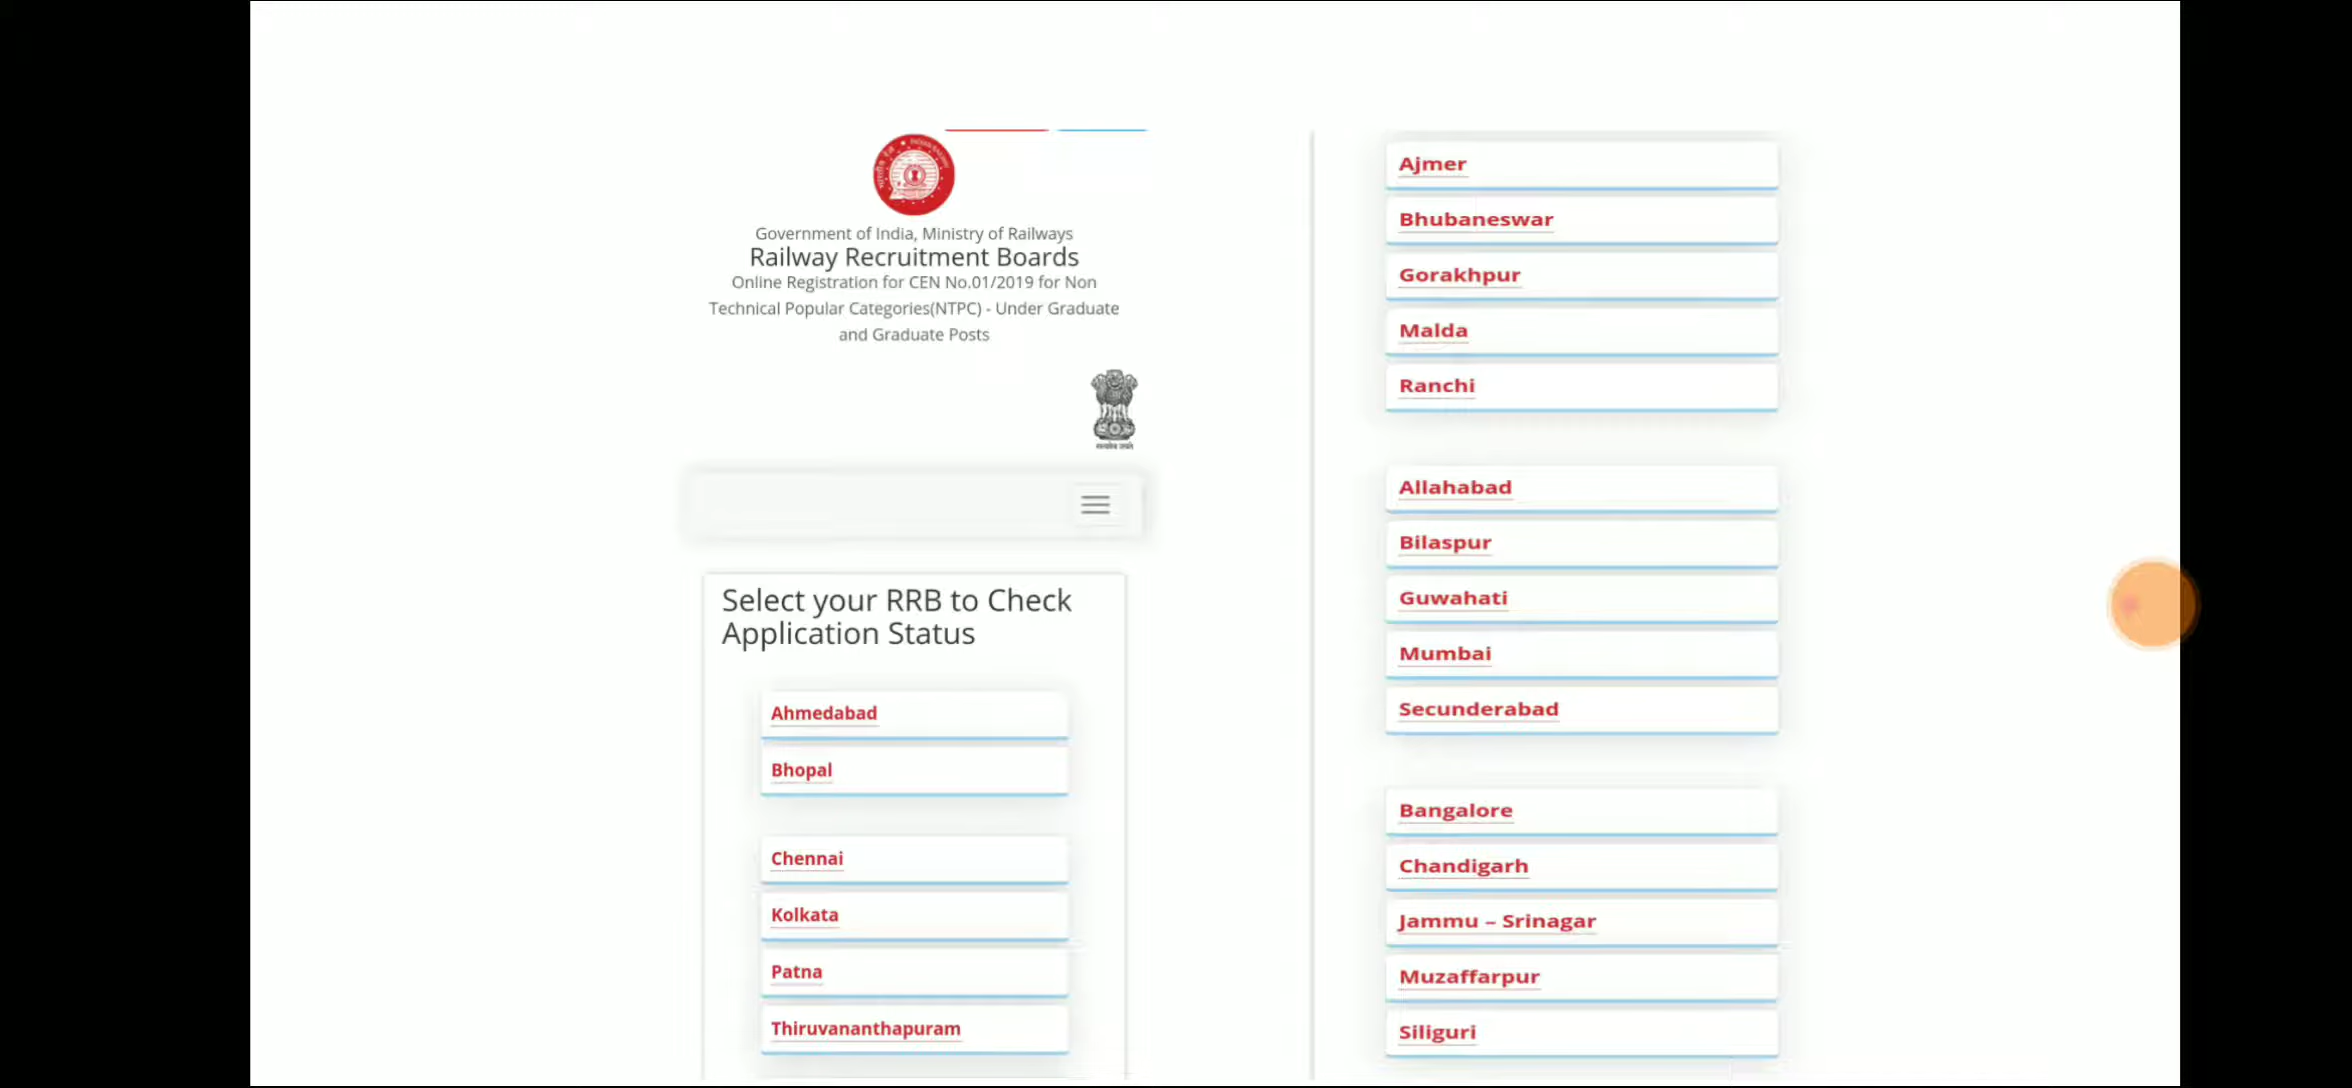 Government of India, Ministry of Railways
Railway Recruitment Boards
Online Registration for CEN No.01/2019 for Non
Technical Popular Categories(NTPC) - Under Graduate
and Graduate Posts
Select your RRB to Check
Application Status
Ahmedabad
Bhopal
Chennai
Kolkata
Patna
Thiruvananthapuram
Ajmer
Bhubaneswar
Gorakhpur
Malda
Ranchi
Allahabad
Bilaspur
Guwahati
Mumbai
Secunderabad
Bangalore
Chandigarh
Jammu – Srinagar
Muzaffarpur
Siliguri